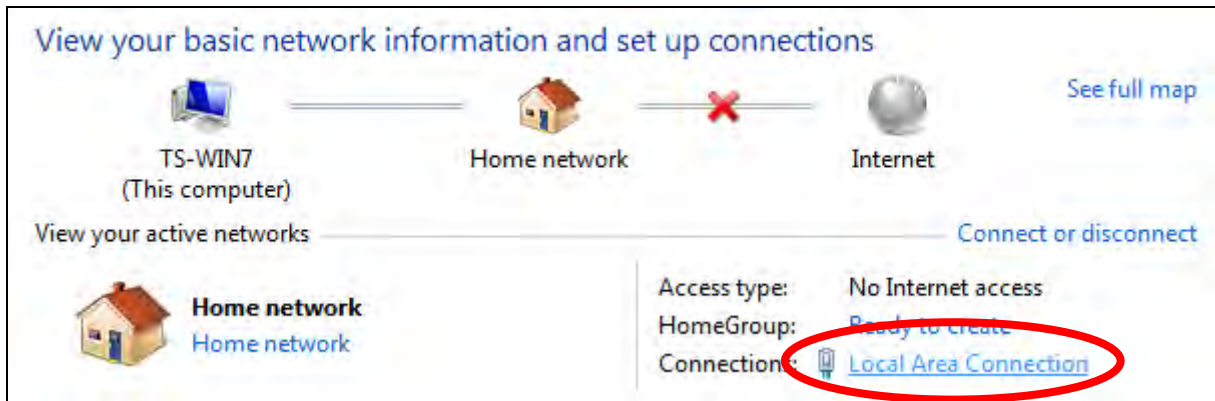 View your basic network information and set up connections
See full map
TS-WIN7
(This computer)
Home network
Internet
View your active networks
Connect or disconnect
Home network
Home network
Access type: No Internet access
HomeGroup: Ready to create
Connections: Local Area Connection